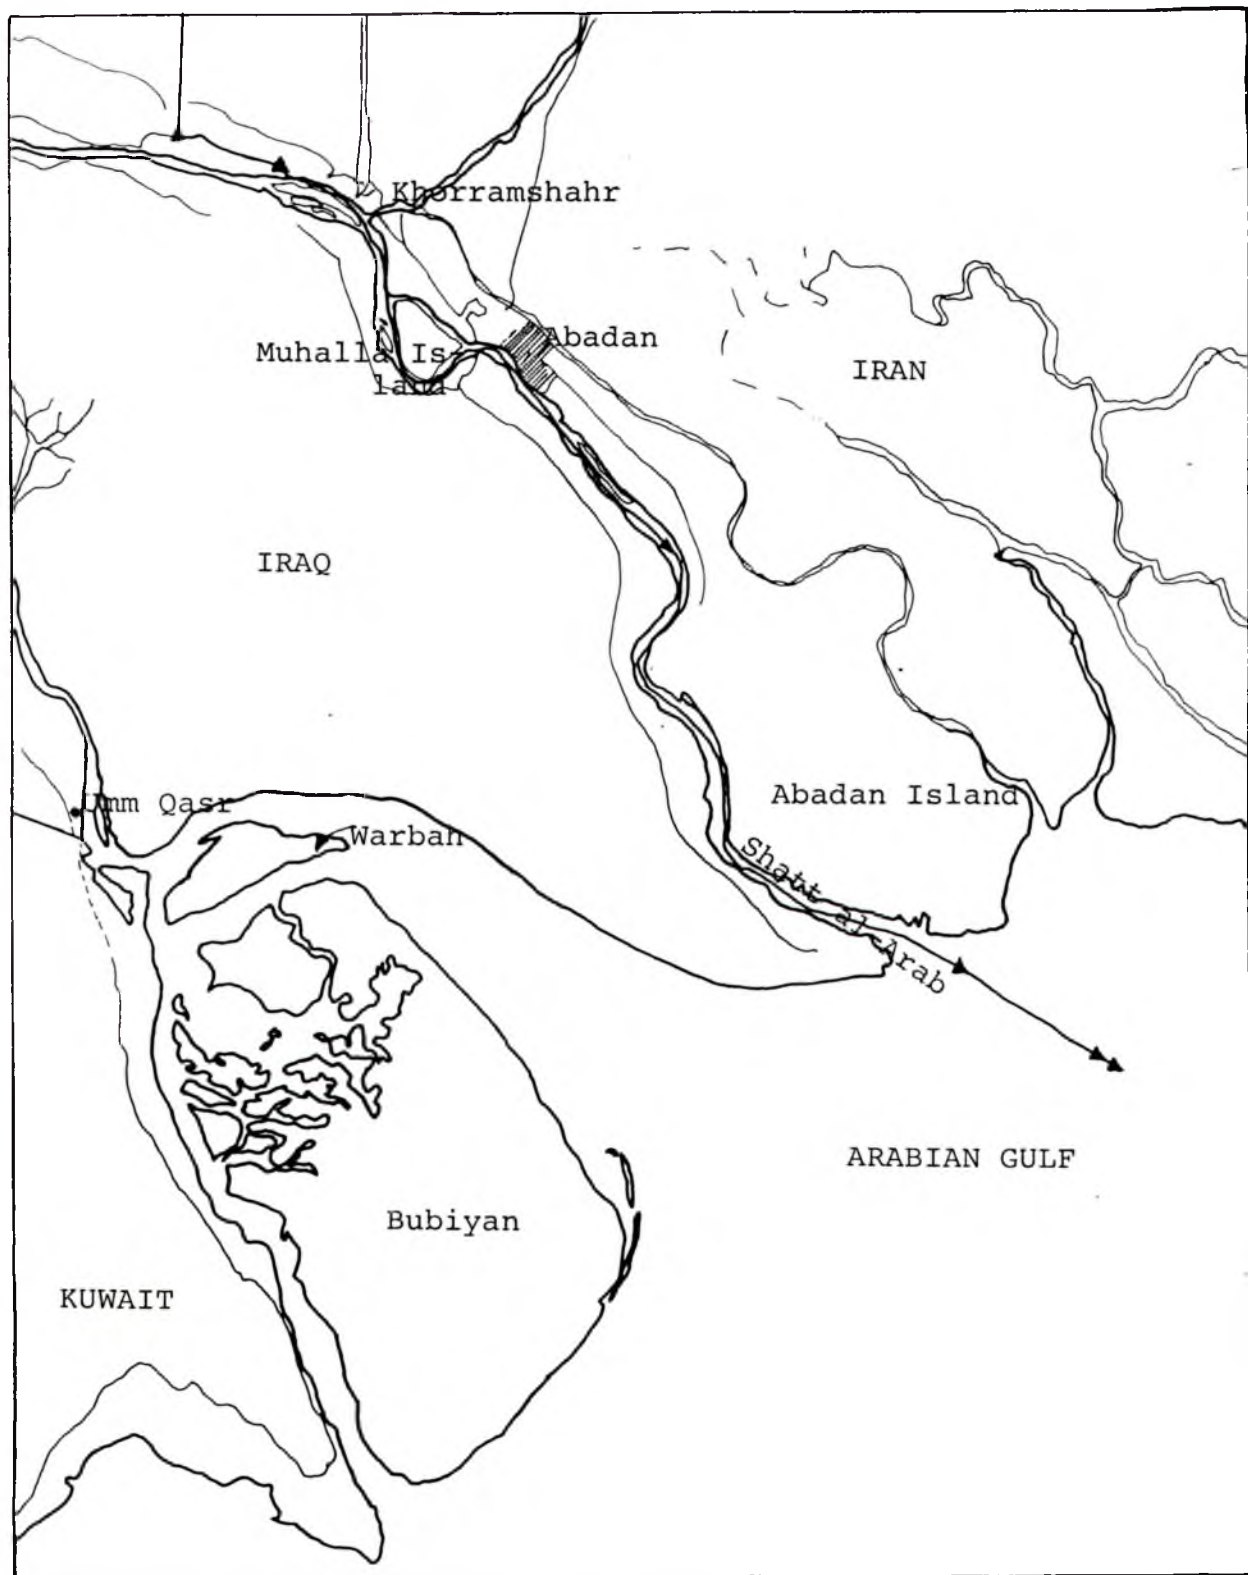 Khorramshahr
Abadan
Muhalla Is-
land
IRAN
IRAQ
Umm Qasr
Abadan Island
Warbah
Shatt al-Arab
ARABIAN GULF
Bubiyan
KUWAIT